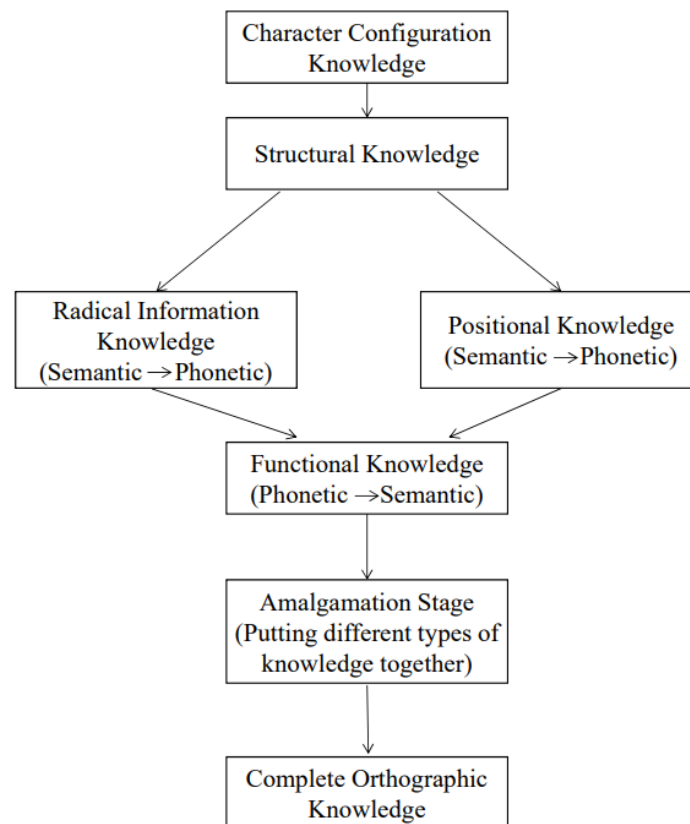 Character Configuration
Knowledge
Structural Knowledge
Radical Information
Knowledge
(Semantic →Phonetic)
Positional Knowledge
(Semantic →Phonetic)
Functional Knowledge
(Phonetic →Semantic)
Amalgamation Stage
(Putting different types of
knowledge together)
Complete Orthographic
Knowledge